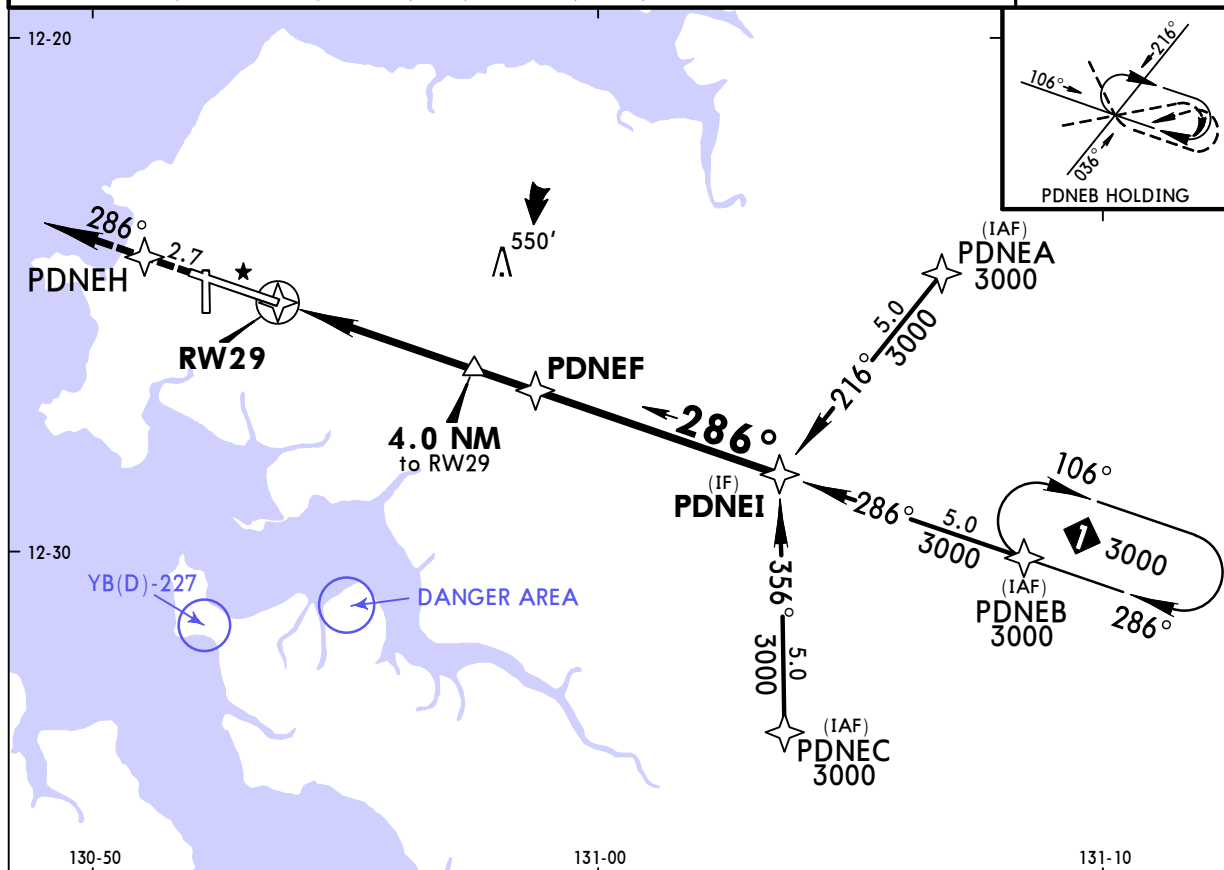 12-20
216°
106°
036°
PDNEB HOLDING
286°
2.7
PDNEH
550'
(IAF)
PDNEA
3000
5.0
3000
216°
RW29
PDNEF
4.0 NM
to RW29
286°
(IF)
PDNEI
106°
286°
5.0
3000
1
3000
12-30
(IAF)
PDNEB
3000
286°
356°
5.0
3000
YB(D)-227
DANGER AREA
(IAF)
PDNEC
3000
130-50
131-00
131-10